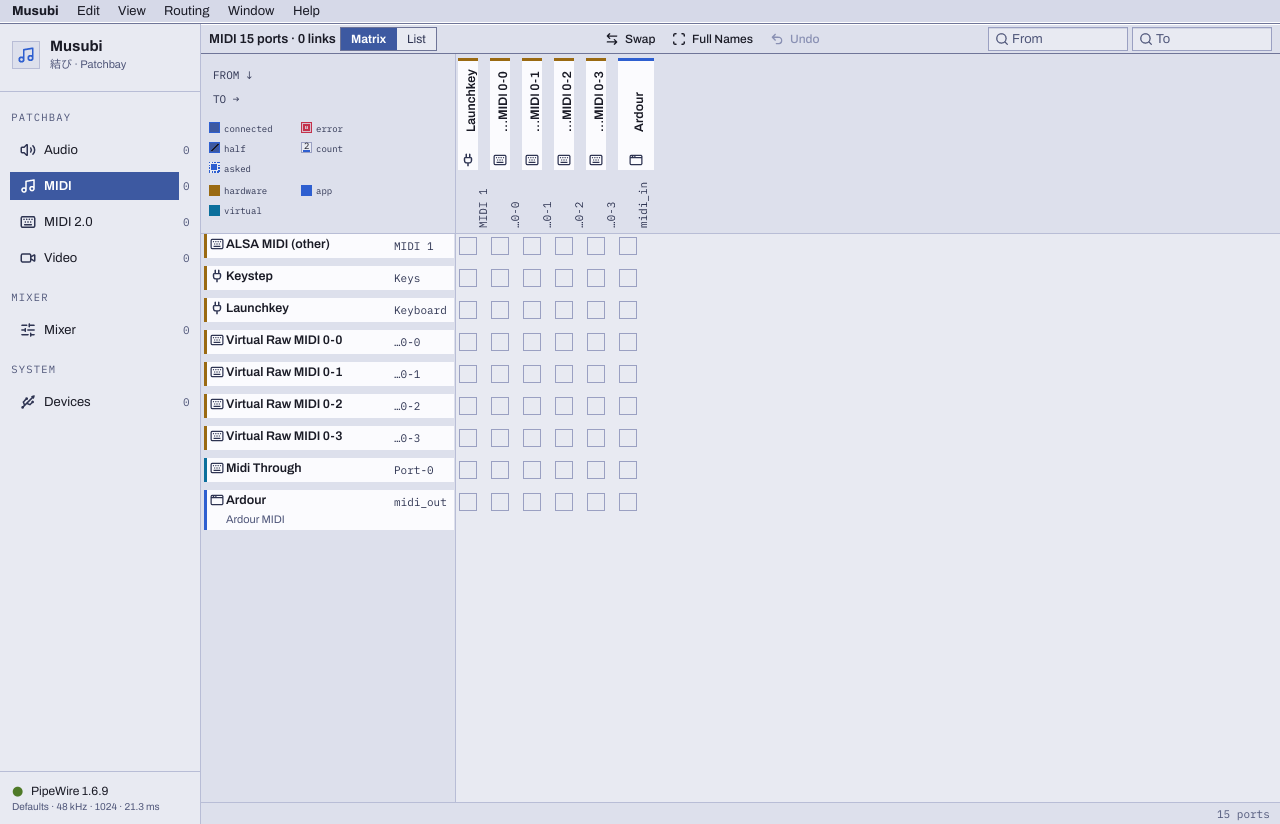 Musubi Edit View Routing Window Help
Musubi
結び · Patchbay
PATCHBAY
Audio 0
MIDI 0
MIDI 2.0 0
Video 0
MIXER
Mixer 0
SYSTEM
Devices 0
PipeWire 1.6.9
Defaults · 48 kHz · 1024 · 21.3 ms
MIDI 15 ports · 0 links Matrix List Swap Full Names Undo From To
FROM ↓
TO →
connected error
half 2 count
asked
hardware app
virtual
Launchkey
...MIDI 0-0
...MIDI 0-1
...MIDI 0-2
...MIDI 0-3
Ardour
MIDI 1
…0-0
…0-1
…0-2
…0-3
midi_in
ALSA MIDI (other) MIDI 1
Keystep Keys
Launchkey Keyboard
Virtual Raw MIDI 0-0 …0-0
Virtual Raw MIDI 0-1 …0-1
Virtual Raw MIDI 0-2 …0-2
Virtual Raw MIDI 0-3 …0-3
Midi Through Port-0
Ardour midi_out
Ardour MIDI
15 ports